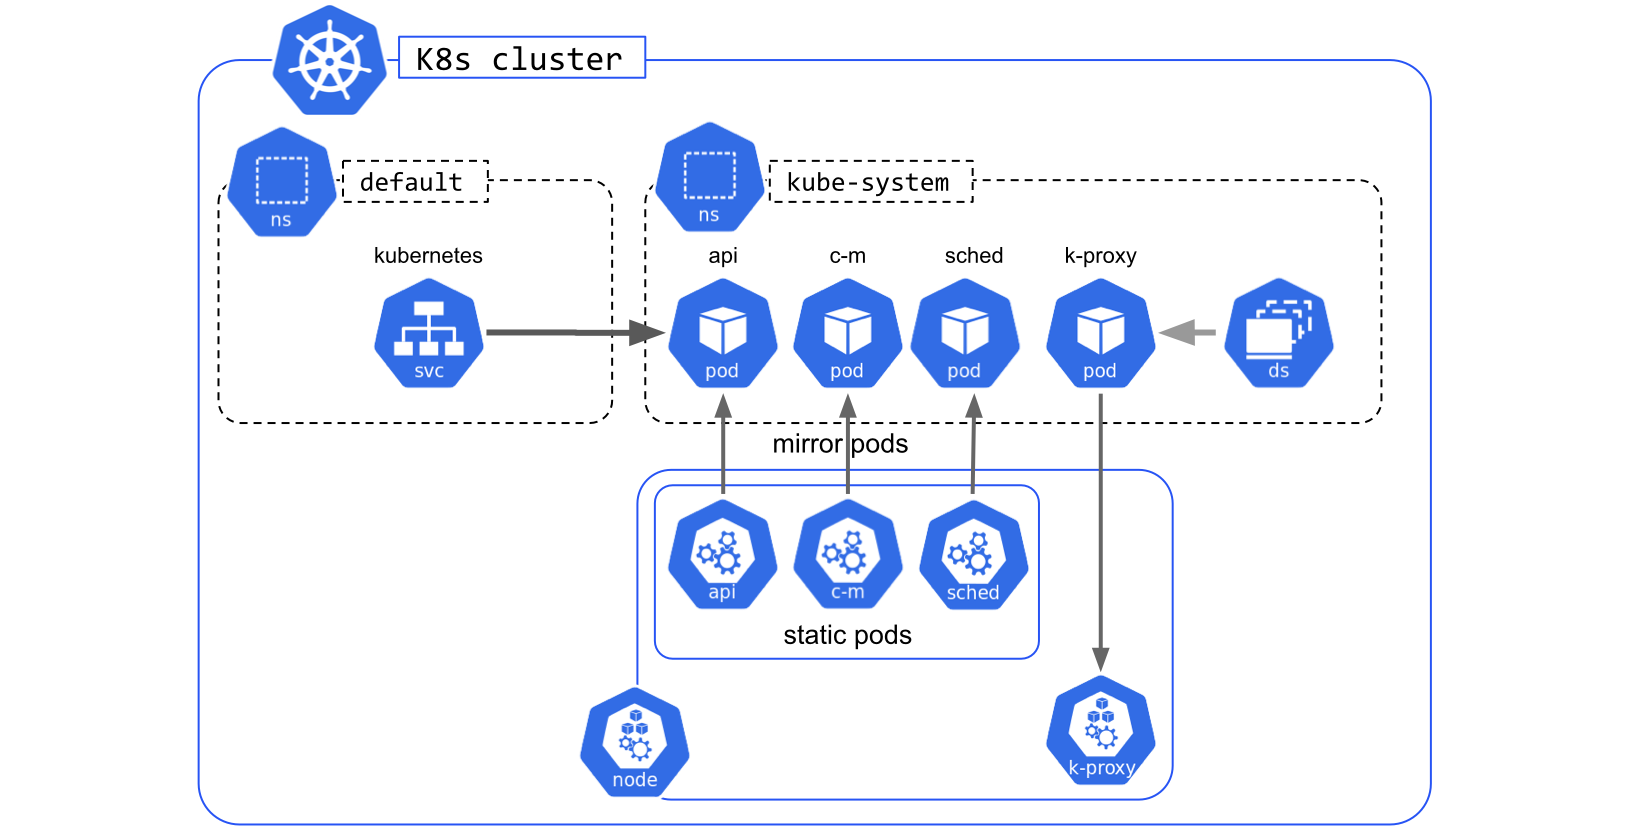 K8s cluster
ns
default
ns
kube-system
kubernetes
api
c-m
sched
k-proxy
svc
pod
pod
pod
pod
ds
mirror pods
api
c-m
sched
static pods
node
k-proxy